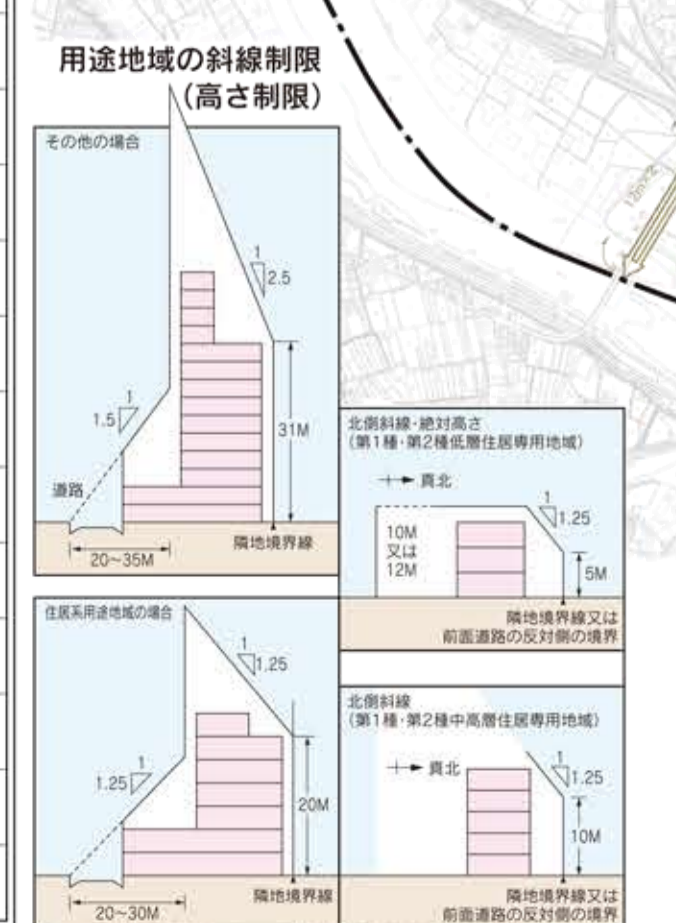 用途地域の斜線制限
(高さ制限)
その他の場合
1
2.5
1
1.5
31M
道路
20~35M
隣地境界線
12m×2
北側斜線・絶対高さ
(第1種・第2種低層住居専用地域)
真北
1
1.25
10M
又は
12M
5M
隣地境界線又は
前面道路の反対側の境界
住居系用途地域の場合
1
1.25
1
1.25
20M
20~30M
隣地境界線
北側斜線
(第1種・第2種中高層住居専用地域)
真北
1
1.25
10M
隣地境界線又は
前面道路の反対側の境界